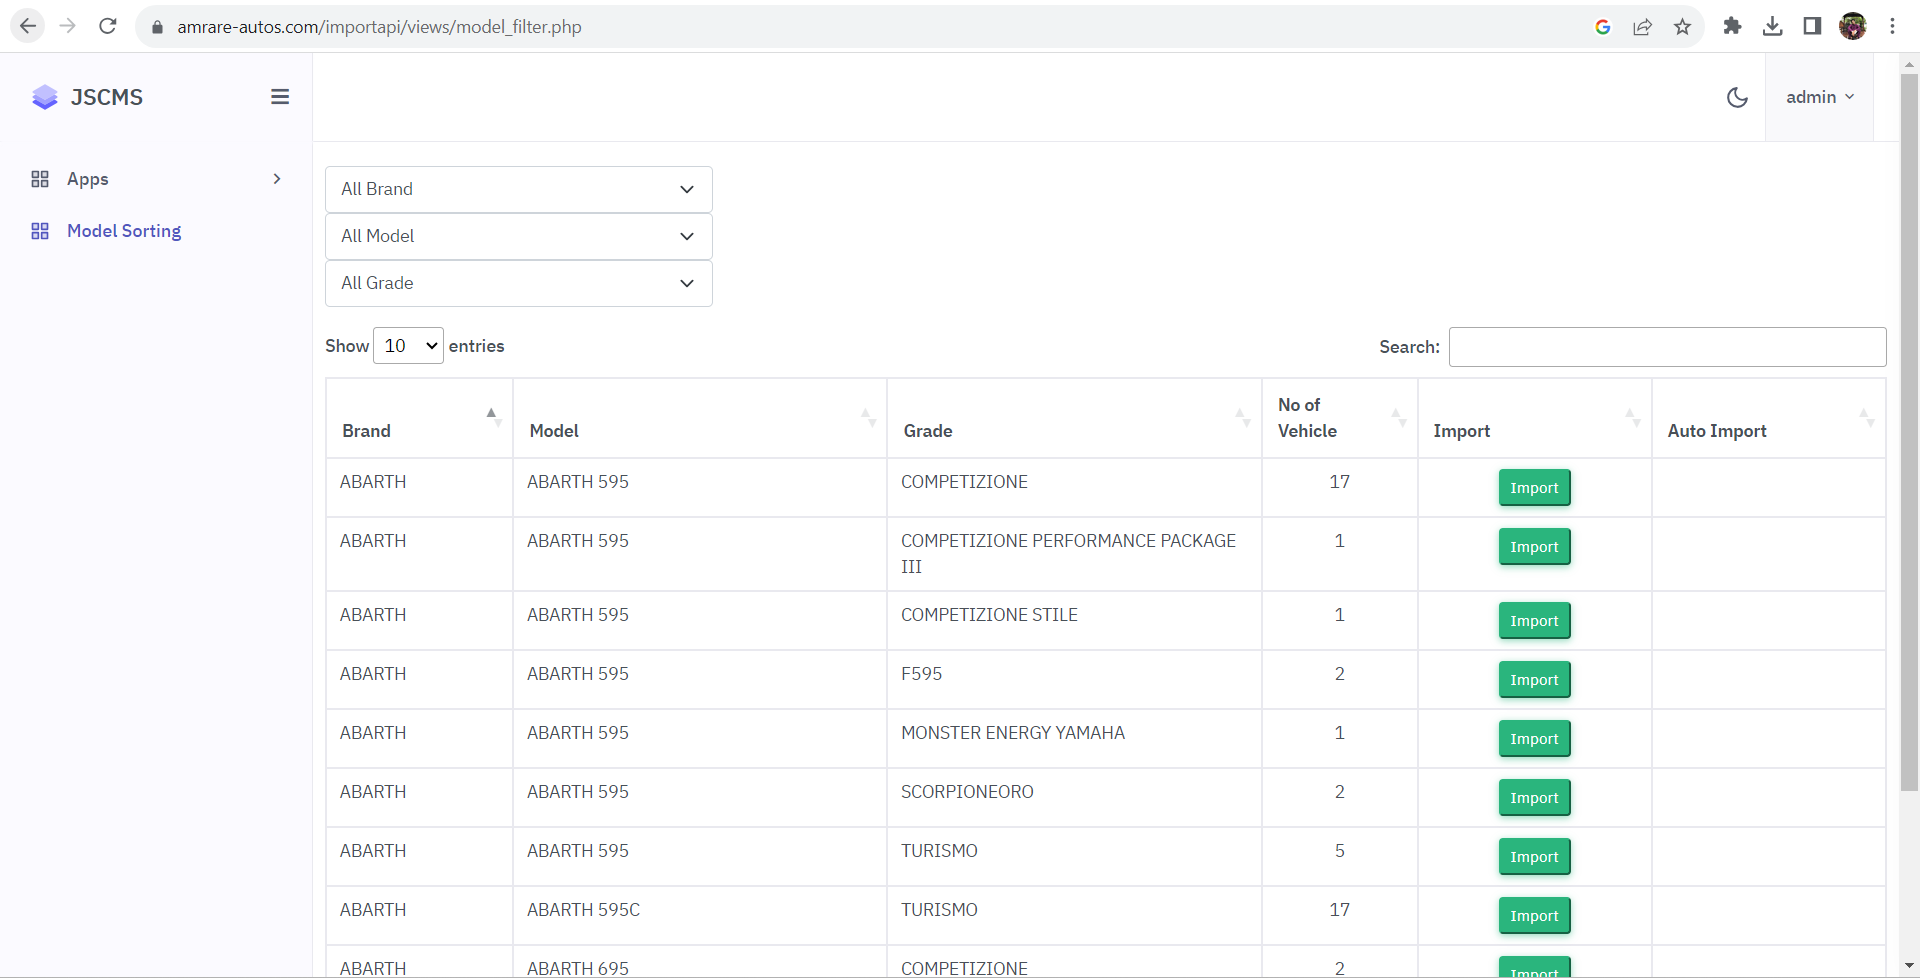 amrare-autos.com/importapi/views/model_filter.php
JSCMS
admin
Apps
Model Sorting
All Brand
All Model
All Grade
Show 10 entries
Search:
Brand Model Grade No of Vehicle Import Auto Import
ABARTH ABARTH 595 COMPETIZIONE 17 Import
ABARTH ABARTH 595 COMPETIZIONE PERFORMANCE PACKAGE III 1 Import
ABARTH ABARTH 595 COMPETIZIONE STILE 1 Import
ABARTH ABARTH 595 F595 2 Import
ABARTH ABARTH 595 MONSTER ENERGY YAMAHA 1 Import
ABARTH ABARTH 595 SCORPIONEORO 2 Import
ABARTH ABARTH 595 TURISMO 5 Import
ABARTH ABARTH 595C TURISMO 17 Import
ABARTH ABARTH 695 COMPETIZIONE 2 Import